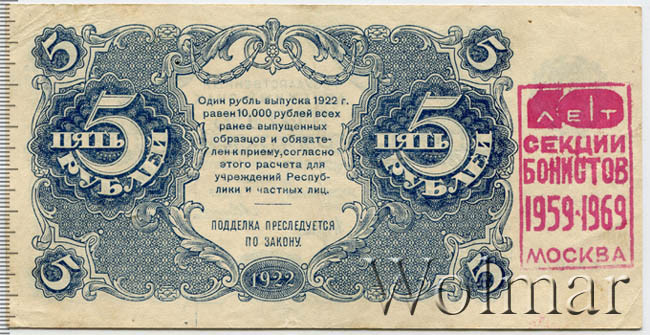 5
5
Один рубль выпуска 1922 г.
равен 10,000 рублей всех
ранее выпущенных
образцов и обязате-
лен к приему, согласно
этого расчета для
учреждений Респуб-
лики и частных лиц.
ПОДДЕЛКА ПРЕСЛЕДУЕТСЯ
ПО ЗАКОНУ.
1922
5
ПЯТЬ
РУБЛЕЙ
5
ПЯТЬ
РУБЛЕЙ
5
5
10 ЛЕТ
СЕКЦИИ
БОНИСТОВ
1959·1969
МОСКВА
Wolmar